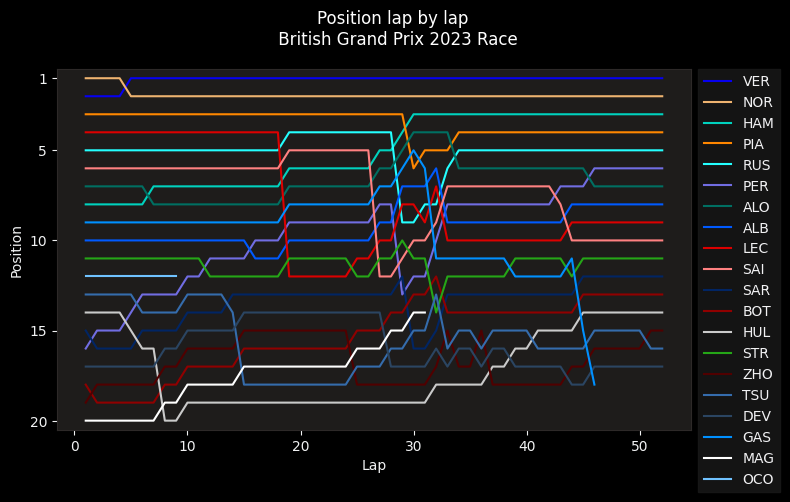 Position lap by lap
British Grand Prix 2023 Race
Position
1
5
10
15
20
0
10
20
30
40
50
Lap
VER
NOR
HAM
PIA
RUS
PER
ALO
ALB
LEC
SAI
SAR
BOT
HUL
STR
ZHO
TSU
DEV
GAS
MAG
OCO